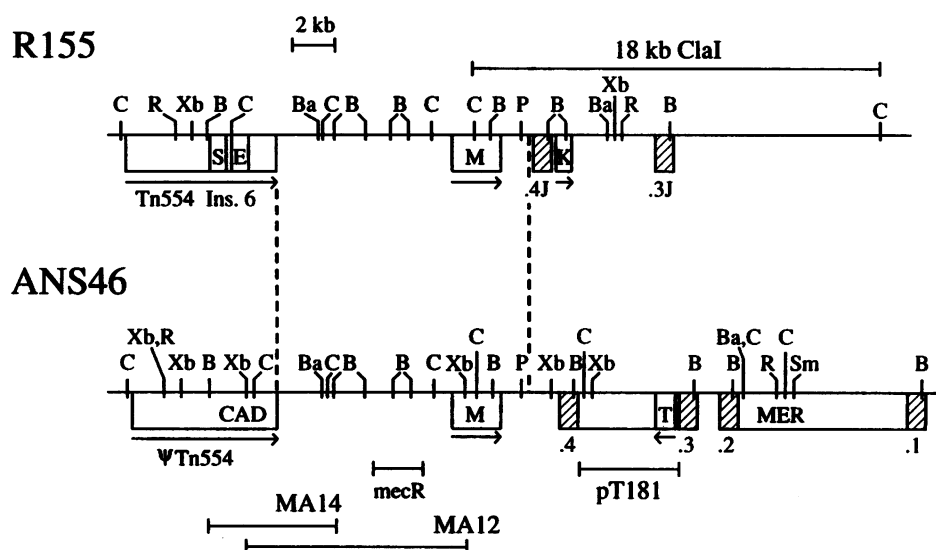 2 kb
R155
18 kb ClaI
Xb
C R Xb B C Ba C B B C C B P B Ba R B C
S E M K
.4J .3J
Tn554 Ins. 6
ANS46
Xb,R C C Ba,C C
C Xb B Xb C Ba C B B C Xb B P Xb B Xb B B R Sm B
CAD M T MER
ΨTn554 .4 .3 .2 .1
mecR pT181
MA14
MA12